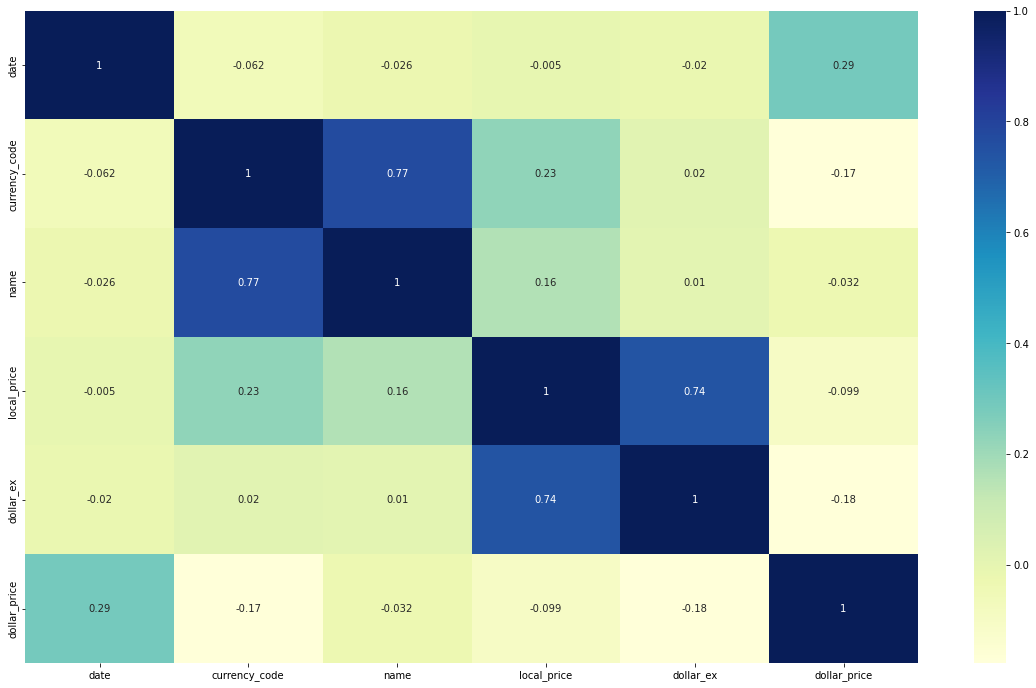 date 1 -0.062 -0.026 -0.005 -0.02 0.29
currency_code -0.062 1 0.77 0.23 0.02 -0.17
name -0.026 0.77 1 0.16 0.01 -0.032
local_price -0.005 0.23 0.16 1 0.74 -0.099
dollar_ex -0.02 0.02 0.01 0.74 1 -0.18
dollar_price 0.29 -0.17 -0.032 -0.099 -0.18 1
date currency_code name local_price dollar_ex dollar_price
1.0
0.8
0.6
0.4
0.2
0.0